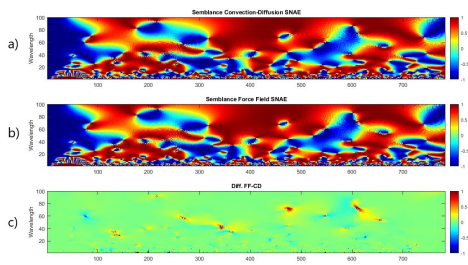 Semblance Convection-Diffusion SNAE
a)
Wavelength
100
80
60
40
20
100 200 300 400 500 600 700
1
0.5
0
-0.5
-1
Semblance Force Field SNAE
b)
Wavelength
100
80
60
40
20
100 200 300 400 500 600 700
1
0.5
0
-0.5
-1
Diff. FF-CD
c)
Wavelength
100
80
60
40
20
100 200 300 400 500 600 700
1
0.5
0
-0.5
-1